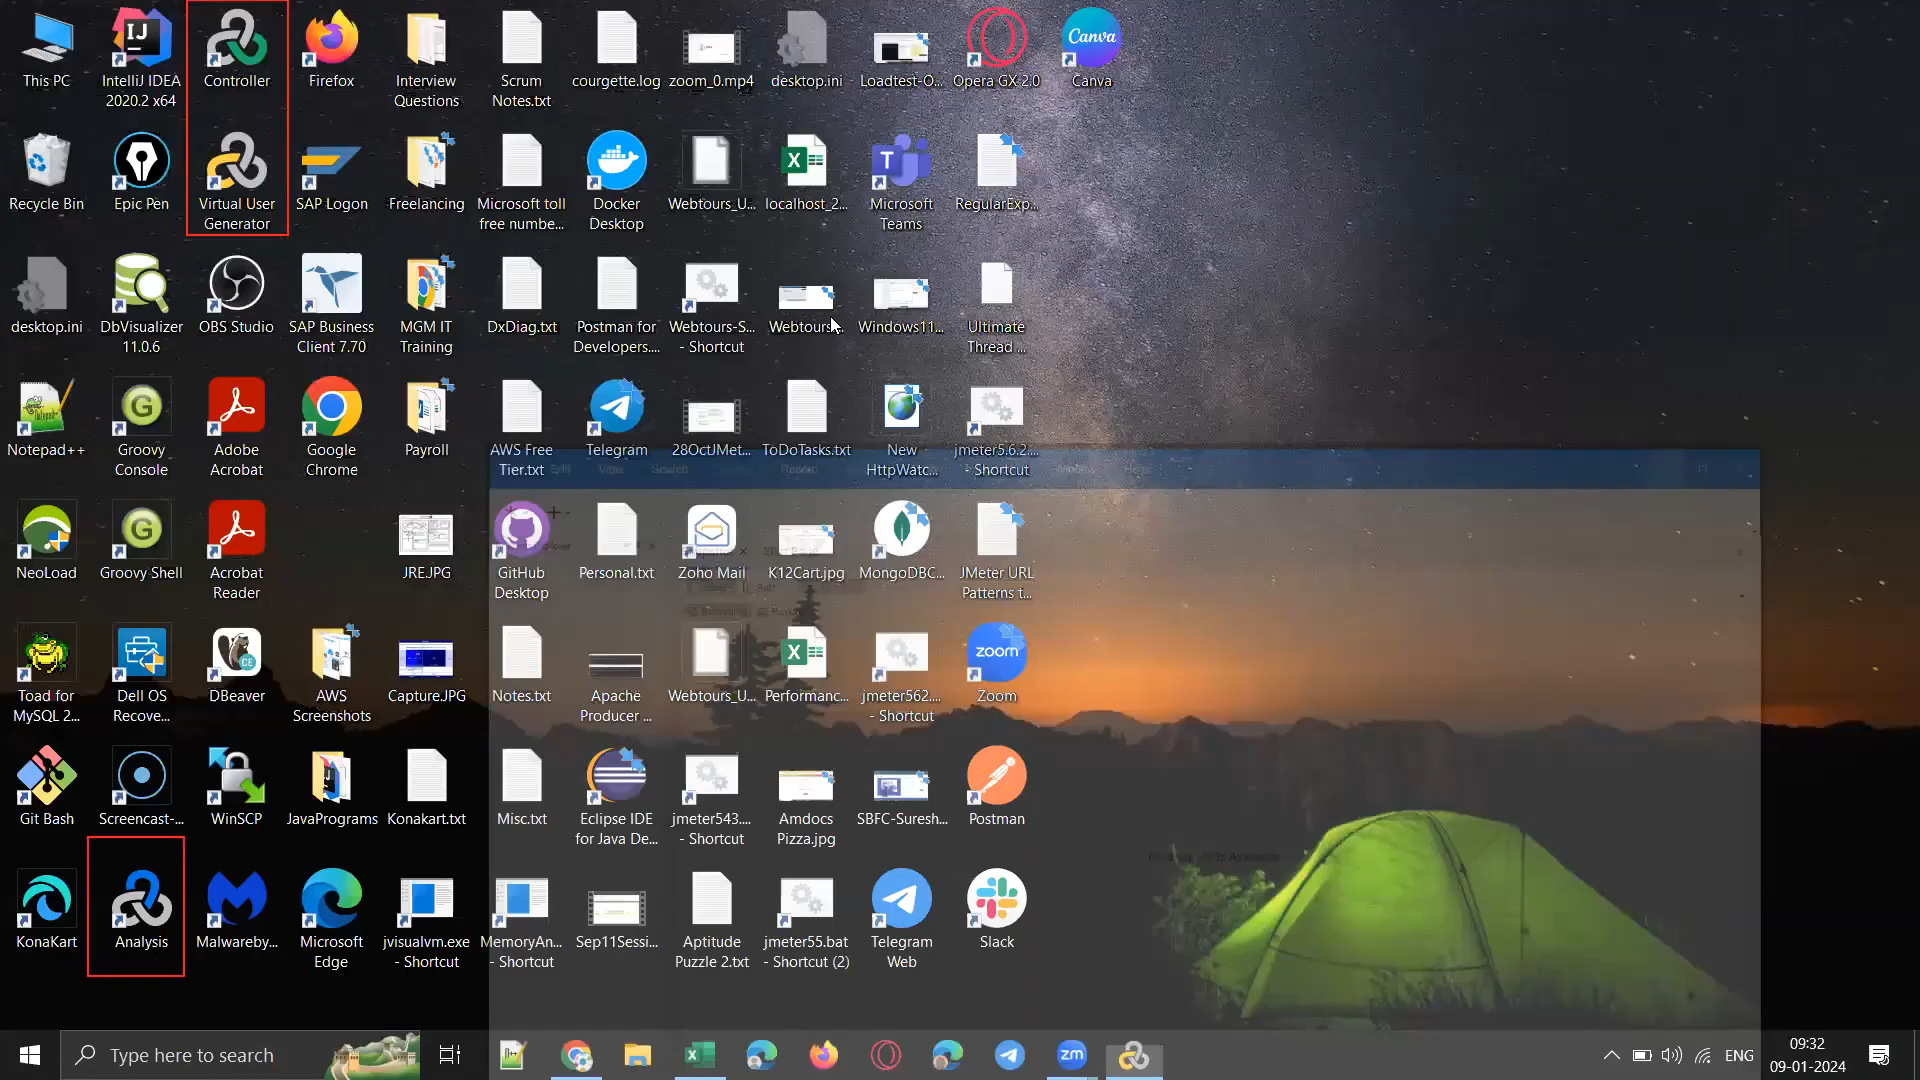 This PC
IntelliJ IDEA
2020.2 x64
Controller
Firefox
Interview
Questions
Scrum
Notes.txt
courgette.log
zoom_0.mp4
desktop.ini
Loadtest-O...
Opera GX 2.0
Canva
Canva
Recycle Bin
Epic Pen
Virtual User
Generator
SAP Logon
Freelancing
Microsoft toll
free numbe...
Docker
Desktop
Webtours_U...
localhost_2...
Microsoft
Teams
RegularExp...
desktop.ini
DbVisualizer
11.0.6
OBS Studio
SAP Business
Client 7.70
MGM IT
Training
DxDiag.txt
Postman for
Developers....
Webtours-S...
- Shortcut
Webtours...
Windows11...
Ultimate
Thread ...
Notepad++
Groovy
Console
Adobe
Acrobat
Google
Chrome
Payroll
AWS Free
Tier.txt
Telegram
28OctJMet...
ToDoTasks.txt
New
HttpWatc...
jmeter5.6.2....
- Shortcut
Edit View Search Window Help
NeoLoad
Groovy Shell
Acrobat
Reader
JRE.JPG
GitHub
Desktop
Personal.txt
Zoho Mail
K12Cart.jpg
MongoDBC...
JMeter URL
Patterns t...
Toad for
MySQL 2...
Dell OS
Recove...
DBeaver
AWS
Screenshots
Capture.JPG
Notes.txt
Apache
Producer ...
Webtours_U...
Performanc...
jmeter562....
- Shortcut
zoom
Zoom
Git Bash
Screencast-...
WinSCP
JavaPrograms
Konakart.txt
Misc.txt
Eclipse IDE
for Java De...
jmeter543....
- Shortcut
Amdocs
Pizza.jpg
SBFC-Suresh...
Postman
KonaKart
Analysis
Malwareby...
Microsoft
Edge
jvisualvm.exe
- Shortcut
MemoryAn...
- Shortcut
Sep11Sessi...
Aptitude
Puzzle 2.txt
jmeter55.bat
- Shortcut (2)
Telegram
Web
Slack
Type here to search
zm
ENG
09:32
09-01-2024